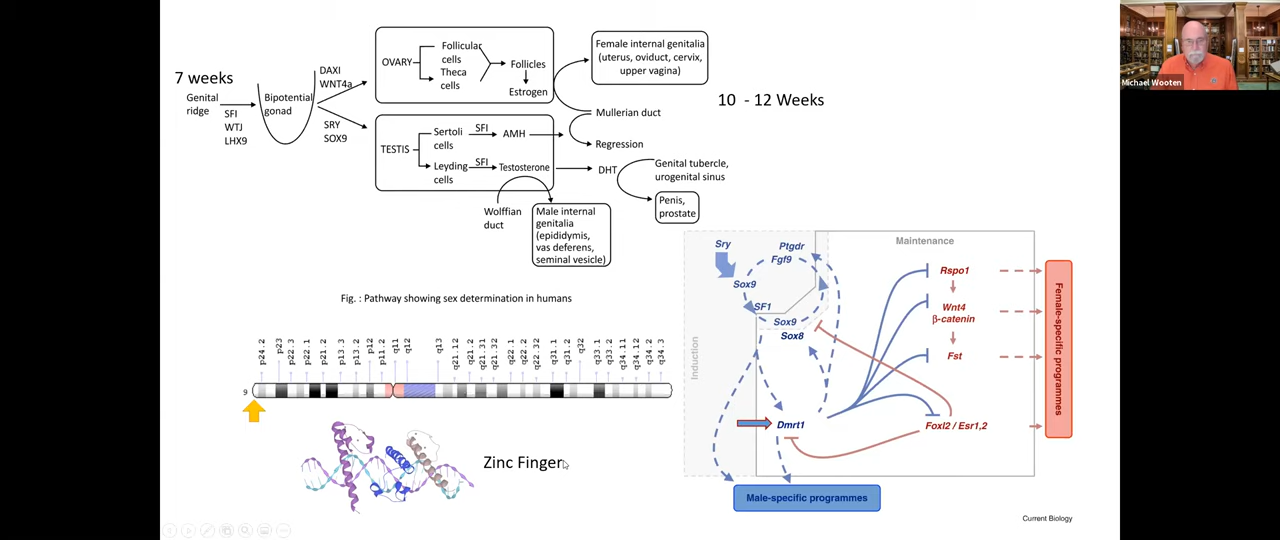 7 weeks
Genital
ridge
SFI
WTJ
LHX9
Bipotential
gonad
DAXI
WNT4a
SRY
SOX9
OVARY
Follicular
cells
Theca
cells
Follicles
Estrogen
TESTIS
Sertoli
cells
SFI
AMH
Leyding
cells
SFI
Testosterone
Female internal genitalia
(uterus, oviduct, cervix,
upper vagina)
10 - 12 Weeks
Mullerian duct
Regression
DHT
Genital tubercle,
urogenital sinus
Penis,
prostate
Wolffian
duct
Male internal
genitalia
(epididymis,
vas deferens,
seminal vesicle)
Fig. : Pathway showing sex determination in humans
p24.2
p23
p22.3
p22.1
p21.2
p13.3
p13.2
p12
p11.2
q11
q12
q13
q21.12
q21.2
q21.31
q21.32
q22.1
q22.2
q22.32
q31.1
q31.2
q32
q33.1
q33.2
q34.11
q34.12
q34.2
q34.3
9
Zinc Finger
Induction
Maintenance
Sry
Ptgdr
Fgf9
Sox9
SF1
Sox9
Sox8
Dmrt1
Rspo1
Wnt4
β-catenin
Fst
Foxl2 / Esr1,2
Female-specific programmes
Male-specific programmes
Current Biology
Michael Wooten